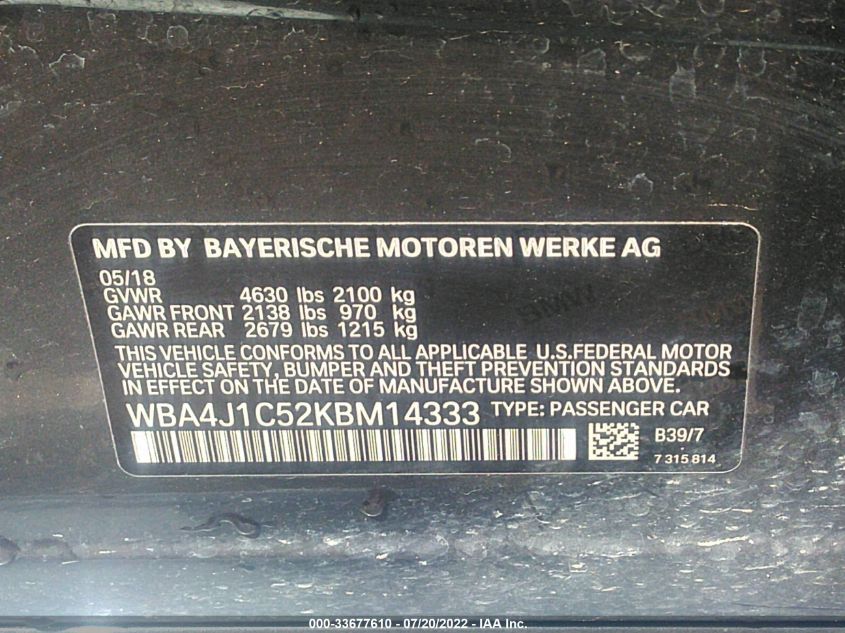 MFD BY BAYERISCHE MOTOREN WERKE AG
05/18
GVWR 4630 lbs 2100 kg
GAWR FRONT 2138 lbs 970 kg
GAWR REAR 2679 lbs 1215 kg
THIS VEHICLE CONFORMS TO ALL APPLICABLE U.S.FEDERAL MOTOR
VEHICLE SAFETY, BUMPER AND THEFT PREVENTION STANDARDS
IN EFFECT ON THE DATE OF MANUFACTURE SHOWN ABOVE.
WBA4J1C52KBM14333 TYPE: PASSENGER CAR
B39/7
7 315 814
000-33677610 - 07/20/2022 - IAA Inc.